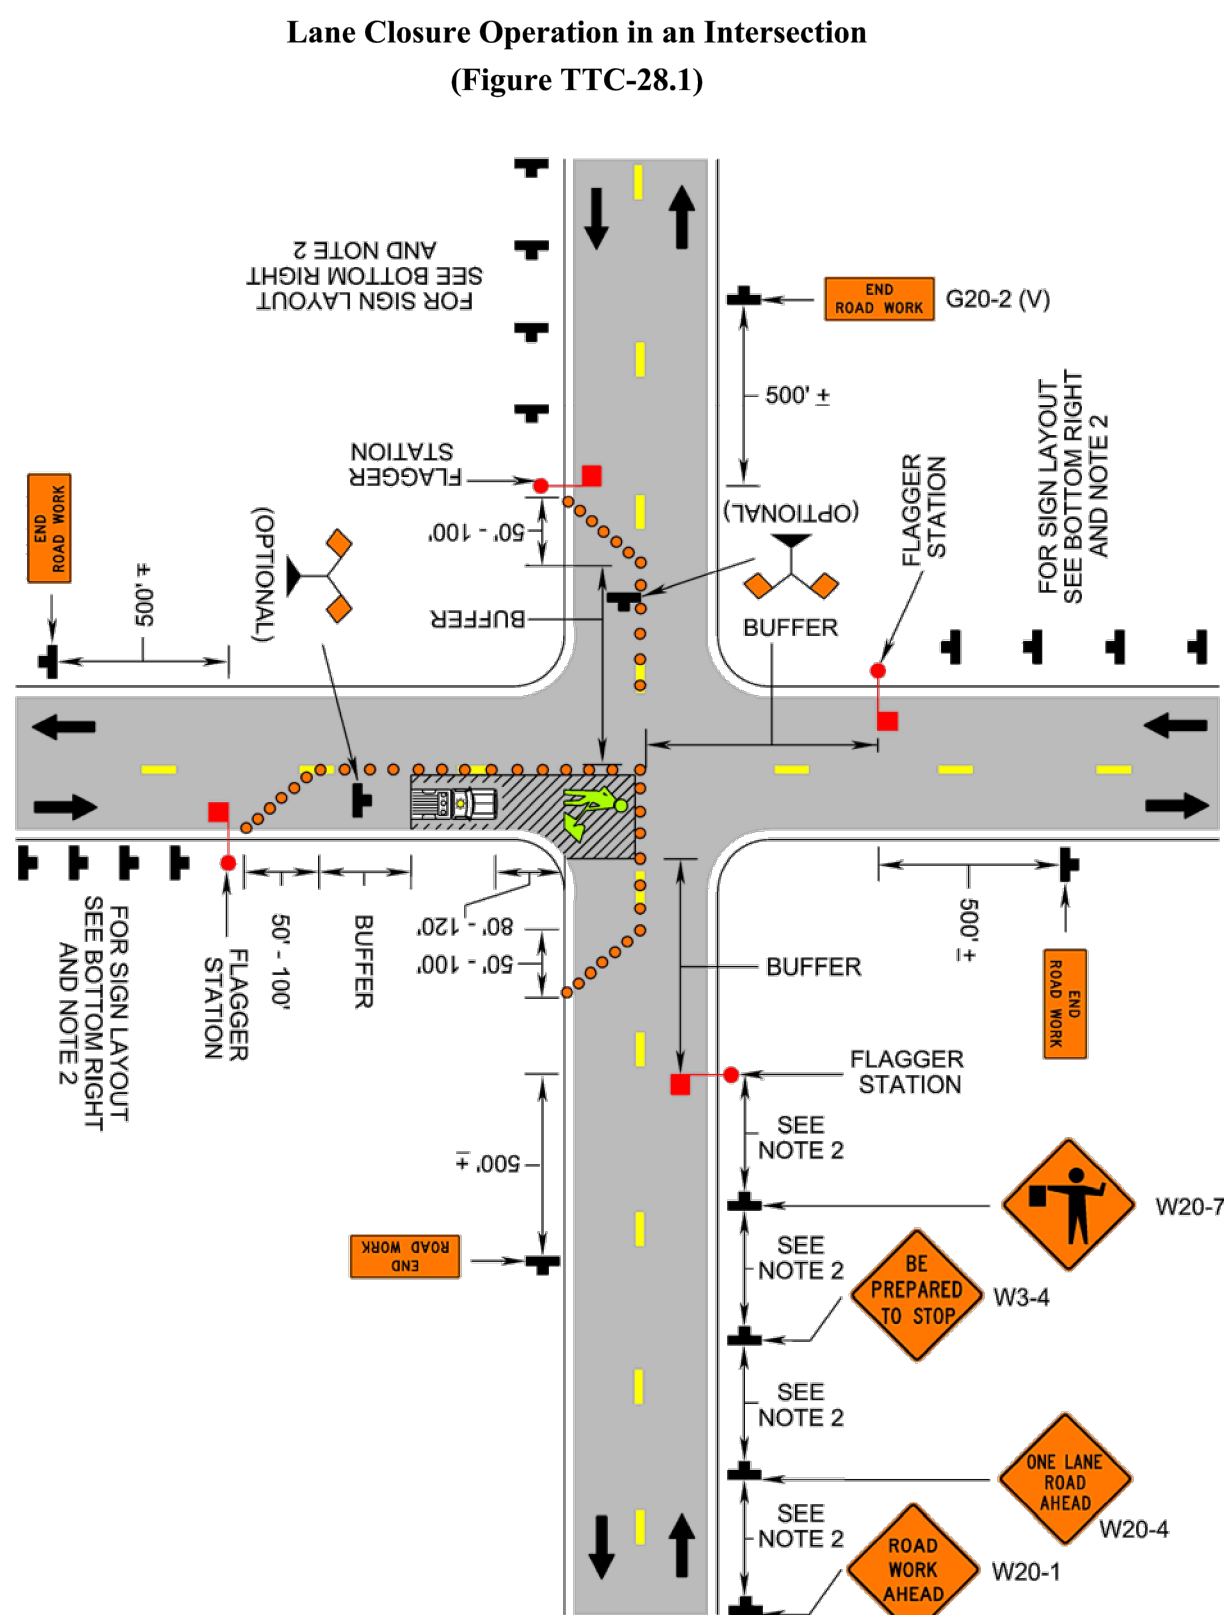 Lane Closure Operation in an Intersection
(Figure TTC-28.1)
FOR SIGN LAYOUT
SEE BOTTOM RIGHT
AND NOTE 2
END
ROAD WORK
G20-2 (V)
500' ±
FOR SIGN LAYOUT
SEE BOTTOM RIGHT
AND NOTE 2
FLAGGER
STATION
FLAGGER
STATION
END
ROAD WORK
(OPTIONAL)
50' - 100'
(OPTIONAL)
500' ±
BUFFER
BUFFER
FOR SIGN LAYOUT
SEE BOTTOM RIGHT
AND NOTE 2
FLAGGER
STATION
50' - 100'
BUFFER
80' - 120'
50' - 100'
BUFFER
500' ±
END
ROAD WORK
FLAGGER
STATION
500' ±
END
ROAD WORK
SEE
NOTE 2
W20-7
SEE
NOTE 2
BE
PREPARED
TO STOP
W3-4
SEE
NOTE 2
ONE LANE
ROAD
AHEAD
W20-4
SEE
NOTE 2
ROAD
WORK
AHEAD
W20-1